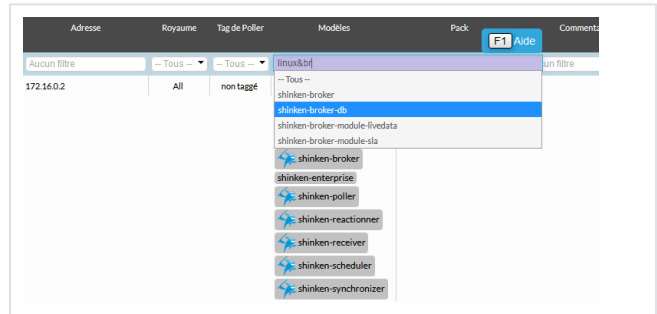 Adresse Royaume Tag de Poller Modèles Pack Commenta
F1 Aide
Aucun filtre -- Tous -- -- Tous -- linux&br un filtre
172.16.0.2 All non taggé -- Tous --
shinken-broker
shinken-broker-db
shinken-broker-module-livedata
shinken-broker-module-sla
shinken-broker
shinken-enterprise
shinken-poller
shinken-reactionner
shinken-receiver
shinken-scheduler
shinken-synchronizer